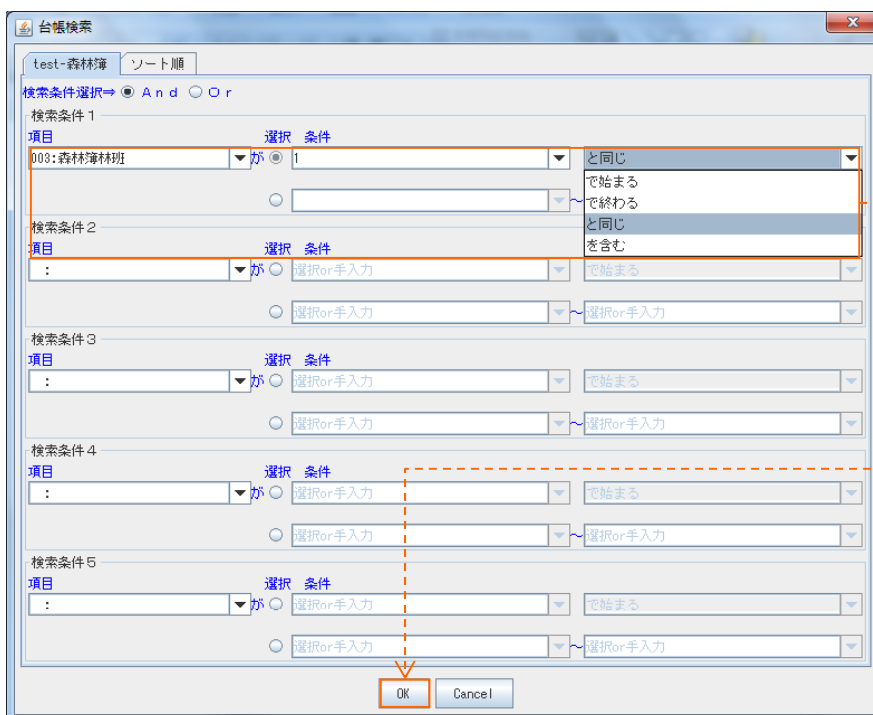 台帳検索
test-森林簿 ソート順
検索条件選択⇒ And Or
検索条件1
項目 選択 条件
003:森林簿林班 が 1 と同じ
で始まる
～で終わる
と同じ
を含む
検索条件2
項目 選択 条件
: が 選択or手入力 で始まる
選択or手入力 ～ 選択or手入力
検索条件3
項目 選択 条件
: が 選択or手入力 で始まる
選択or手入力 ～ 選択or手入力
検索条件4
項目 選択 条件
: が 選択or手入力 で始まる
選択or手入力 ～ 選択or手入力
検索条件5
項目 選択 条件
: が 選択or手入力 で始まる
選択or手入力 ～ 選択or手入力
OK Cancel